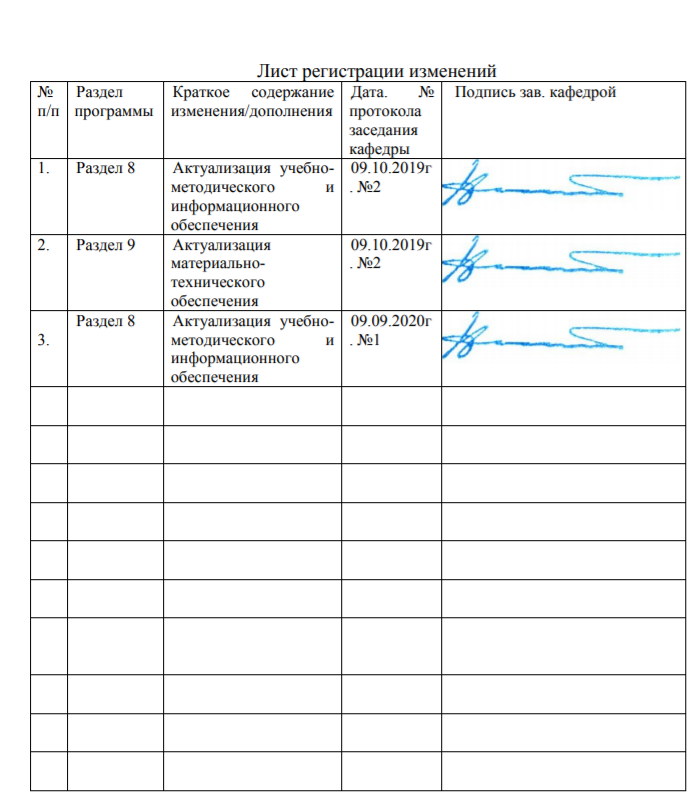 Лист регистрации изменений
№ Раздел Краткое содержание Дата. № Подпись зав. кафедрой
п/п программы изменения/дополнения протокола
заседания
кафедры
1. Раздел 8 Актуализация учебно- 09.10.2019г
методического и . №2
информационного
обеспечения
2. Раздел 9 Актуализация 09.10.2019г
материально- . №2
технического
обеспечения
Раздел 8 Актуализация учебно- 09.09.2020г
3. методического и . №1
информационного
обеспечения